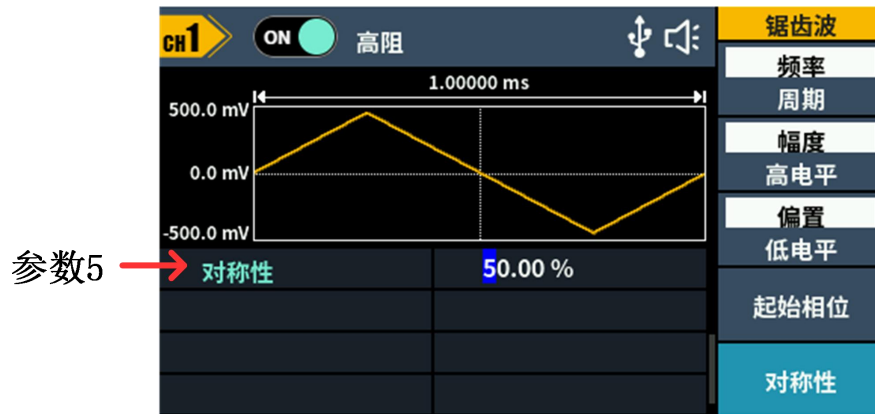 CH1
ON
高阻
锯齿波
频率
周期
幅度
高电平
偏置
低电平
起始相位
对称性
1.00000 ms
500.0 mV
0.0 mV
-500.0 mV
参数5
对称性
50.00 %